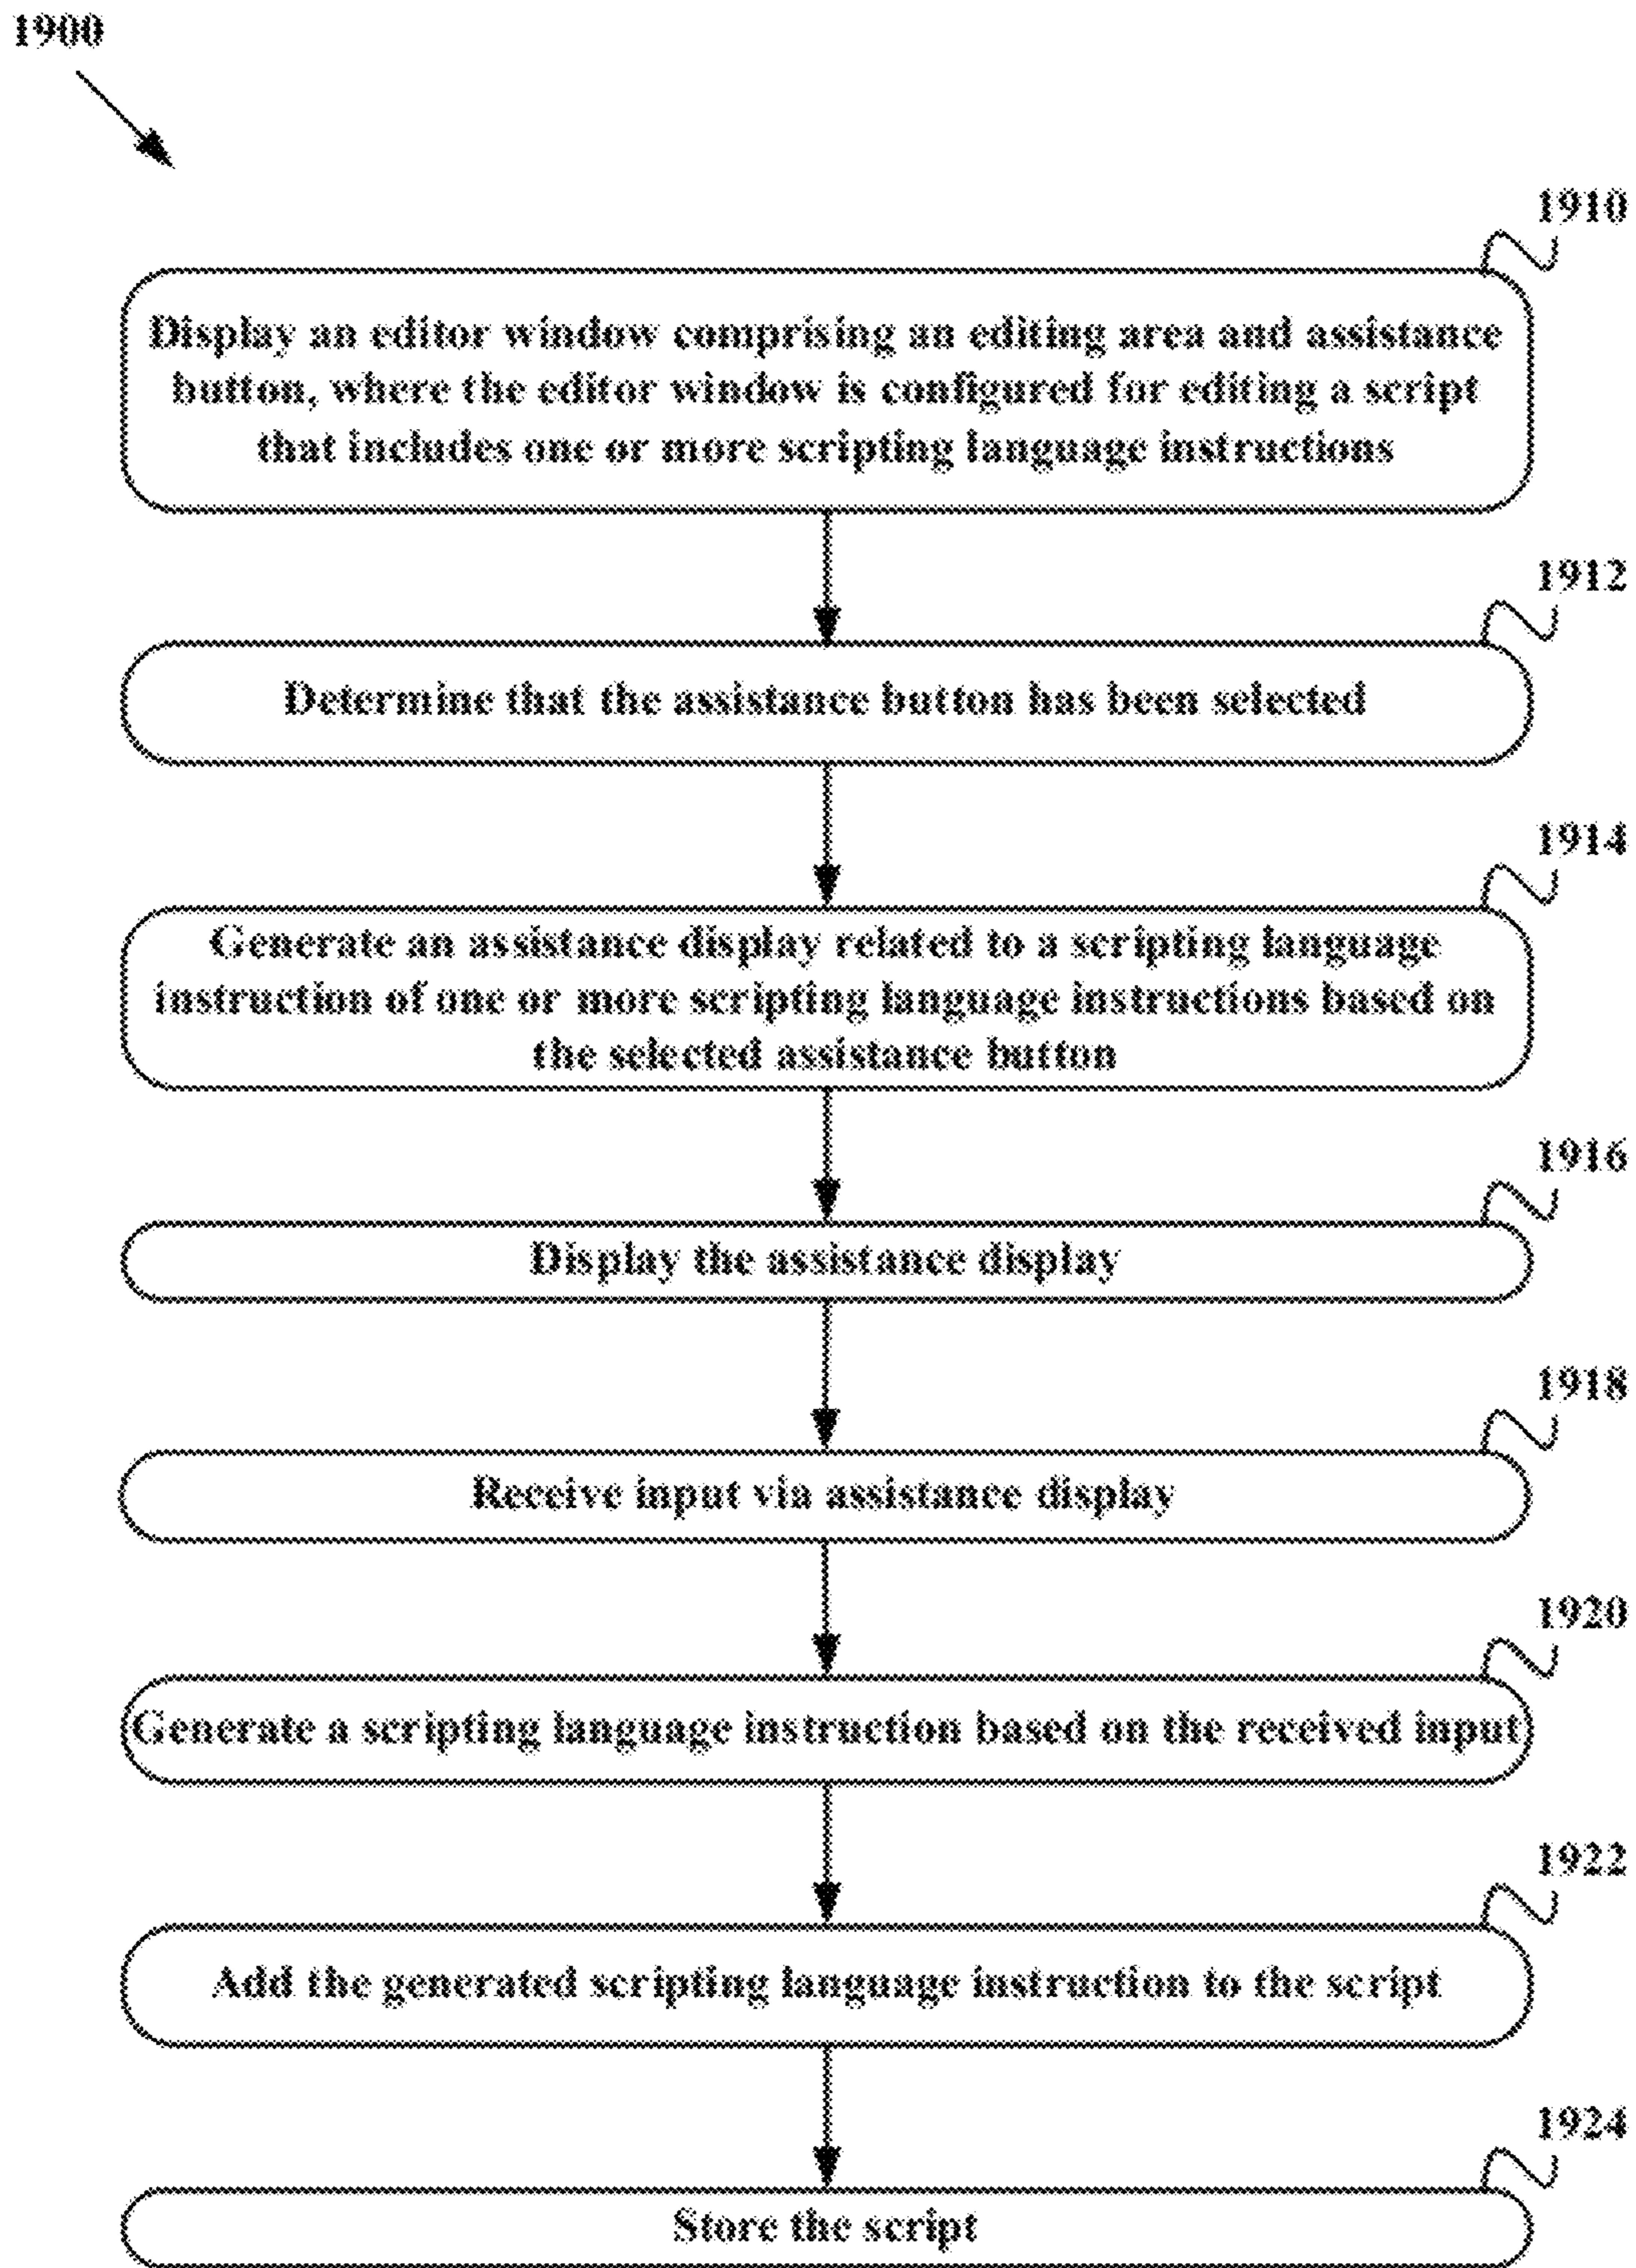 1900
1910
Display an editor window comprising an editing area and assistance
button, where the editor window is configured for editing a script
that includes one or more scripting language instructions
1912
Determine that the assistance button has been selected
1914
Generate an assistance display related to a scripting language
instruction of one or more scripting language instructions based on
the selected assistance button
1916
Display the assistance display
1918
Receive input via assistance display
1920
Generate a scripting language instruction based on the received input
1922
Add the generated scripting language instruction to the script
1924
Store the script